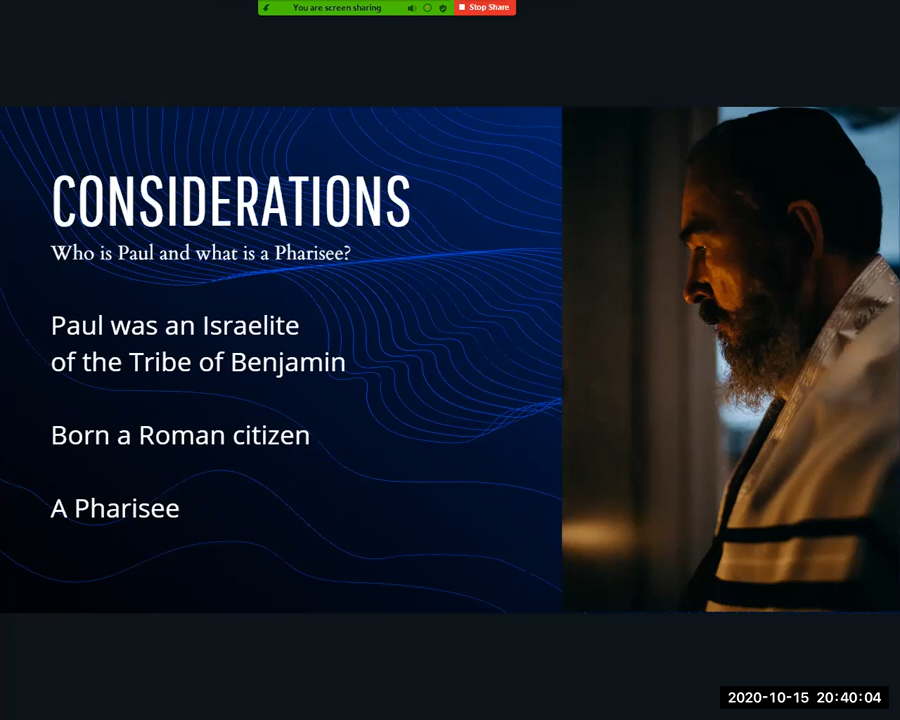 You are screen sharing
Stop Share
CONSIDERATIONS
Who is Paul and what is a Pharisee?
Paul was an Israelite
of the Tribe of Benjamin
Born a Roman citizen
A Pharisee
2020-10-15 20:40:04